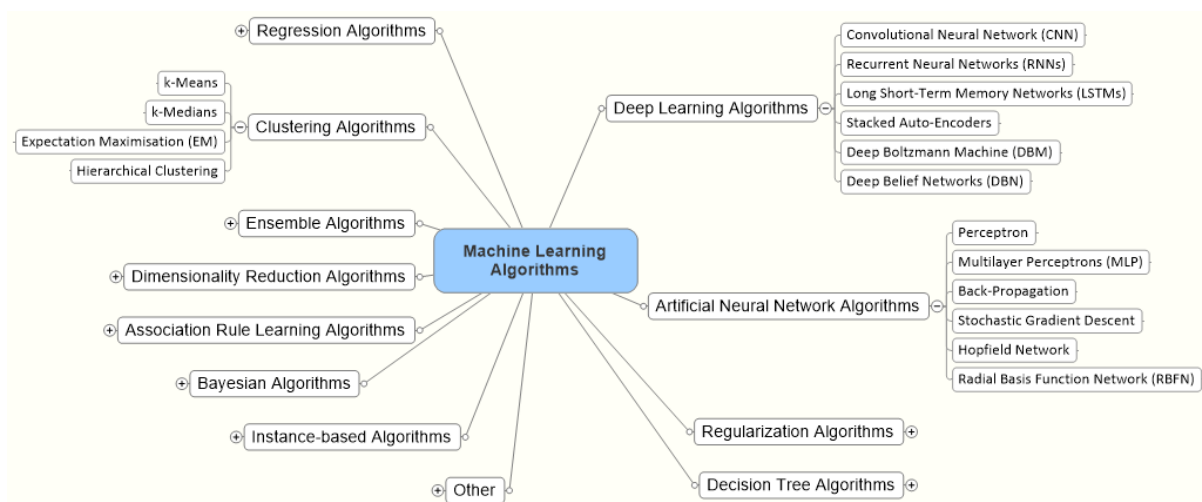 Machine Learning
Algorithms
Regression Algorithms
Clustering Algorithms
k-Means
k-Medians
Expectation Maximisation (EM)
Hierarchical Clustering
Ensemble Algorithms
Dimensionality Reduction Algorithms
Association Rule Learning Algorithms
Bayesian Algorithms
Instance-based Algorithms
Other
Deep Learning Algorithms
Convolutional Neural Network (CNN)
Recurrent Neural Networks (RNNs)
Long Short-Term Memory Networks (LSTMs)
Stacked Auto-Encoders
Deep Boltzmann Machine (DBM)
Deep Belief Networks (DBN)
Artificial Neural Network Algorithms
Perceptron
Multilayer Perceptrons (MLP)
Back-Propagation
Stochastic Gradient Descent
Hopfield Network
Radial Basis Function Network (RBFN)
Regularization Algorithms
Decision Tree Algorithms